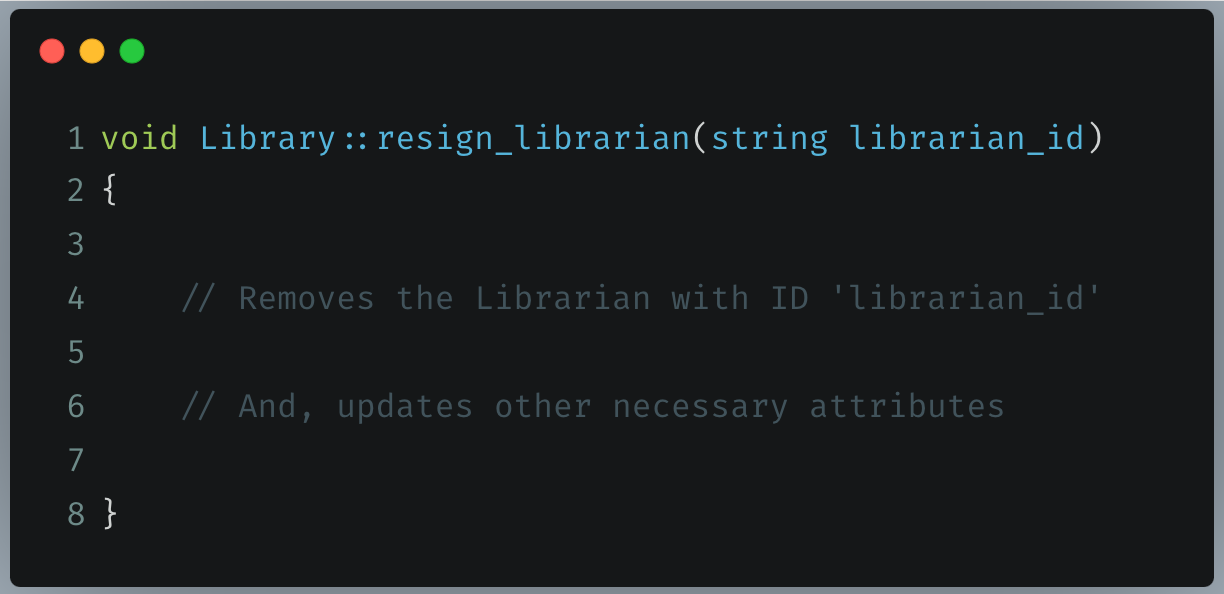 1 void Library::resign_librarian(string librarian_id)
2 {
3
4     // Removes the Librarian with ID 'librarian_id'
5
6     // And, updates other necessary attributes
7
8 }